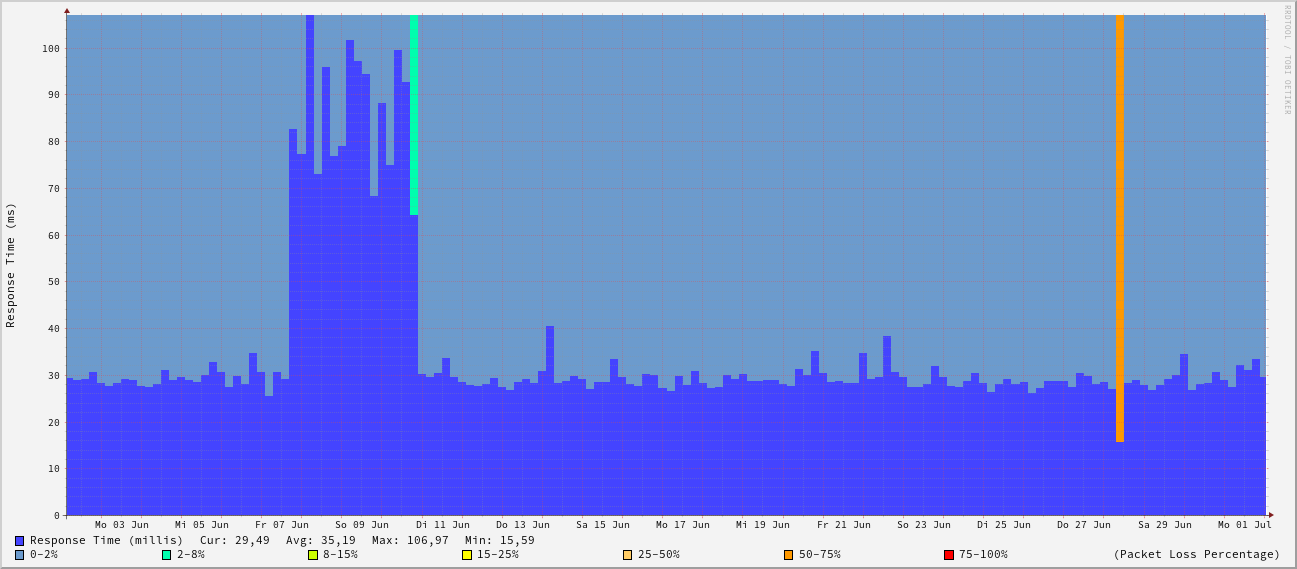 RRDTOOL / TOBI OETIKER
Response Time (ms)
100
90
80
70
60
50
40
30
20
10
0
Mo 03 Jun Mi 05 Jun Fr 07 Jun So 09 Jun Di 11 Jun Do 13 Jun Sa 15 Jun Mo 17 Jun Mi 19 Jun Fr 21 Jun So 23 Jun Di 25 Jun Do 27 Jun Sa 29 Jun Mo 01 Jul
Response Time (millis) Cur: 29,49 Avg: 35,19 Max: 106,97 Min: 15,59
0-2% 2-8% 8-15% 15-25% 25-50% 50-75% 75-100% (Packet Loss Percentage)